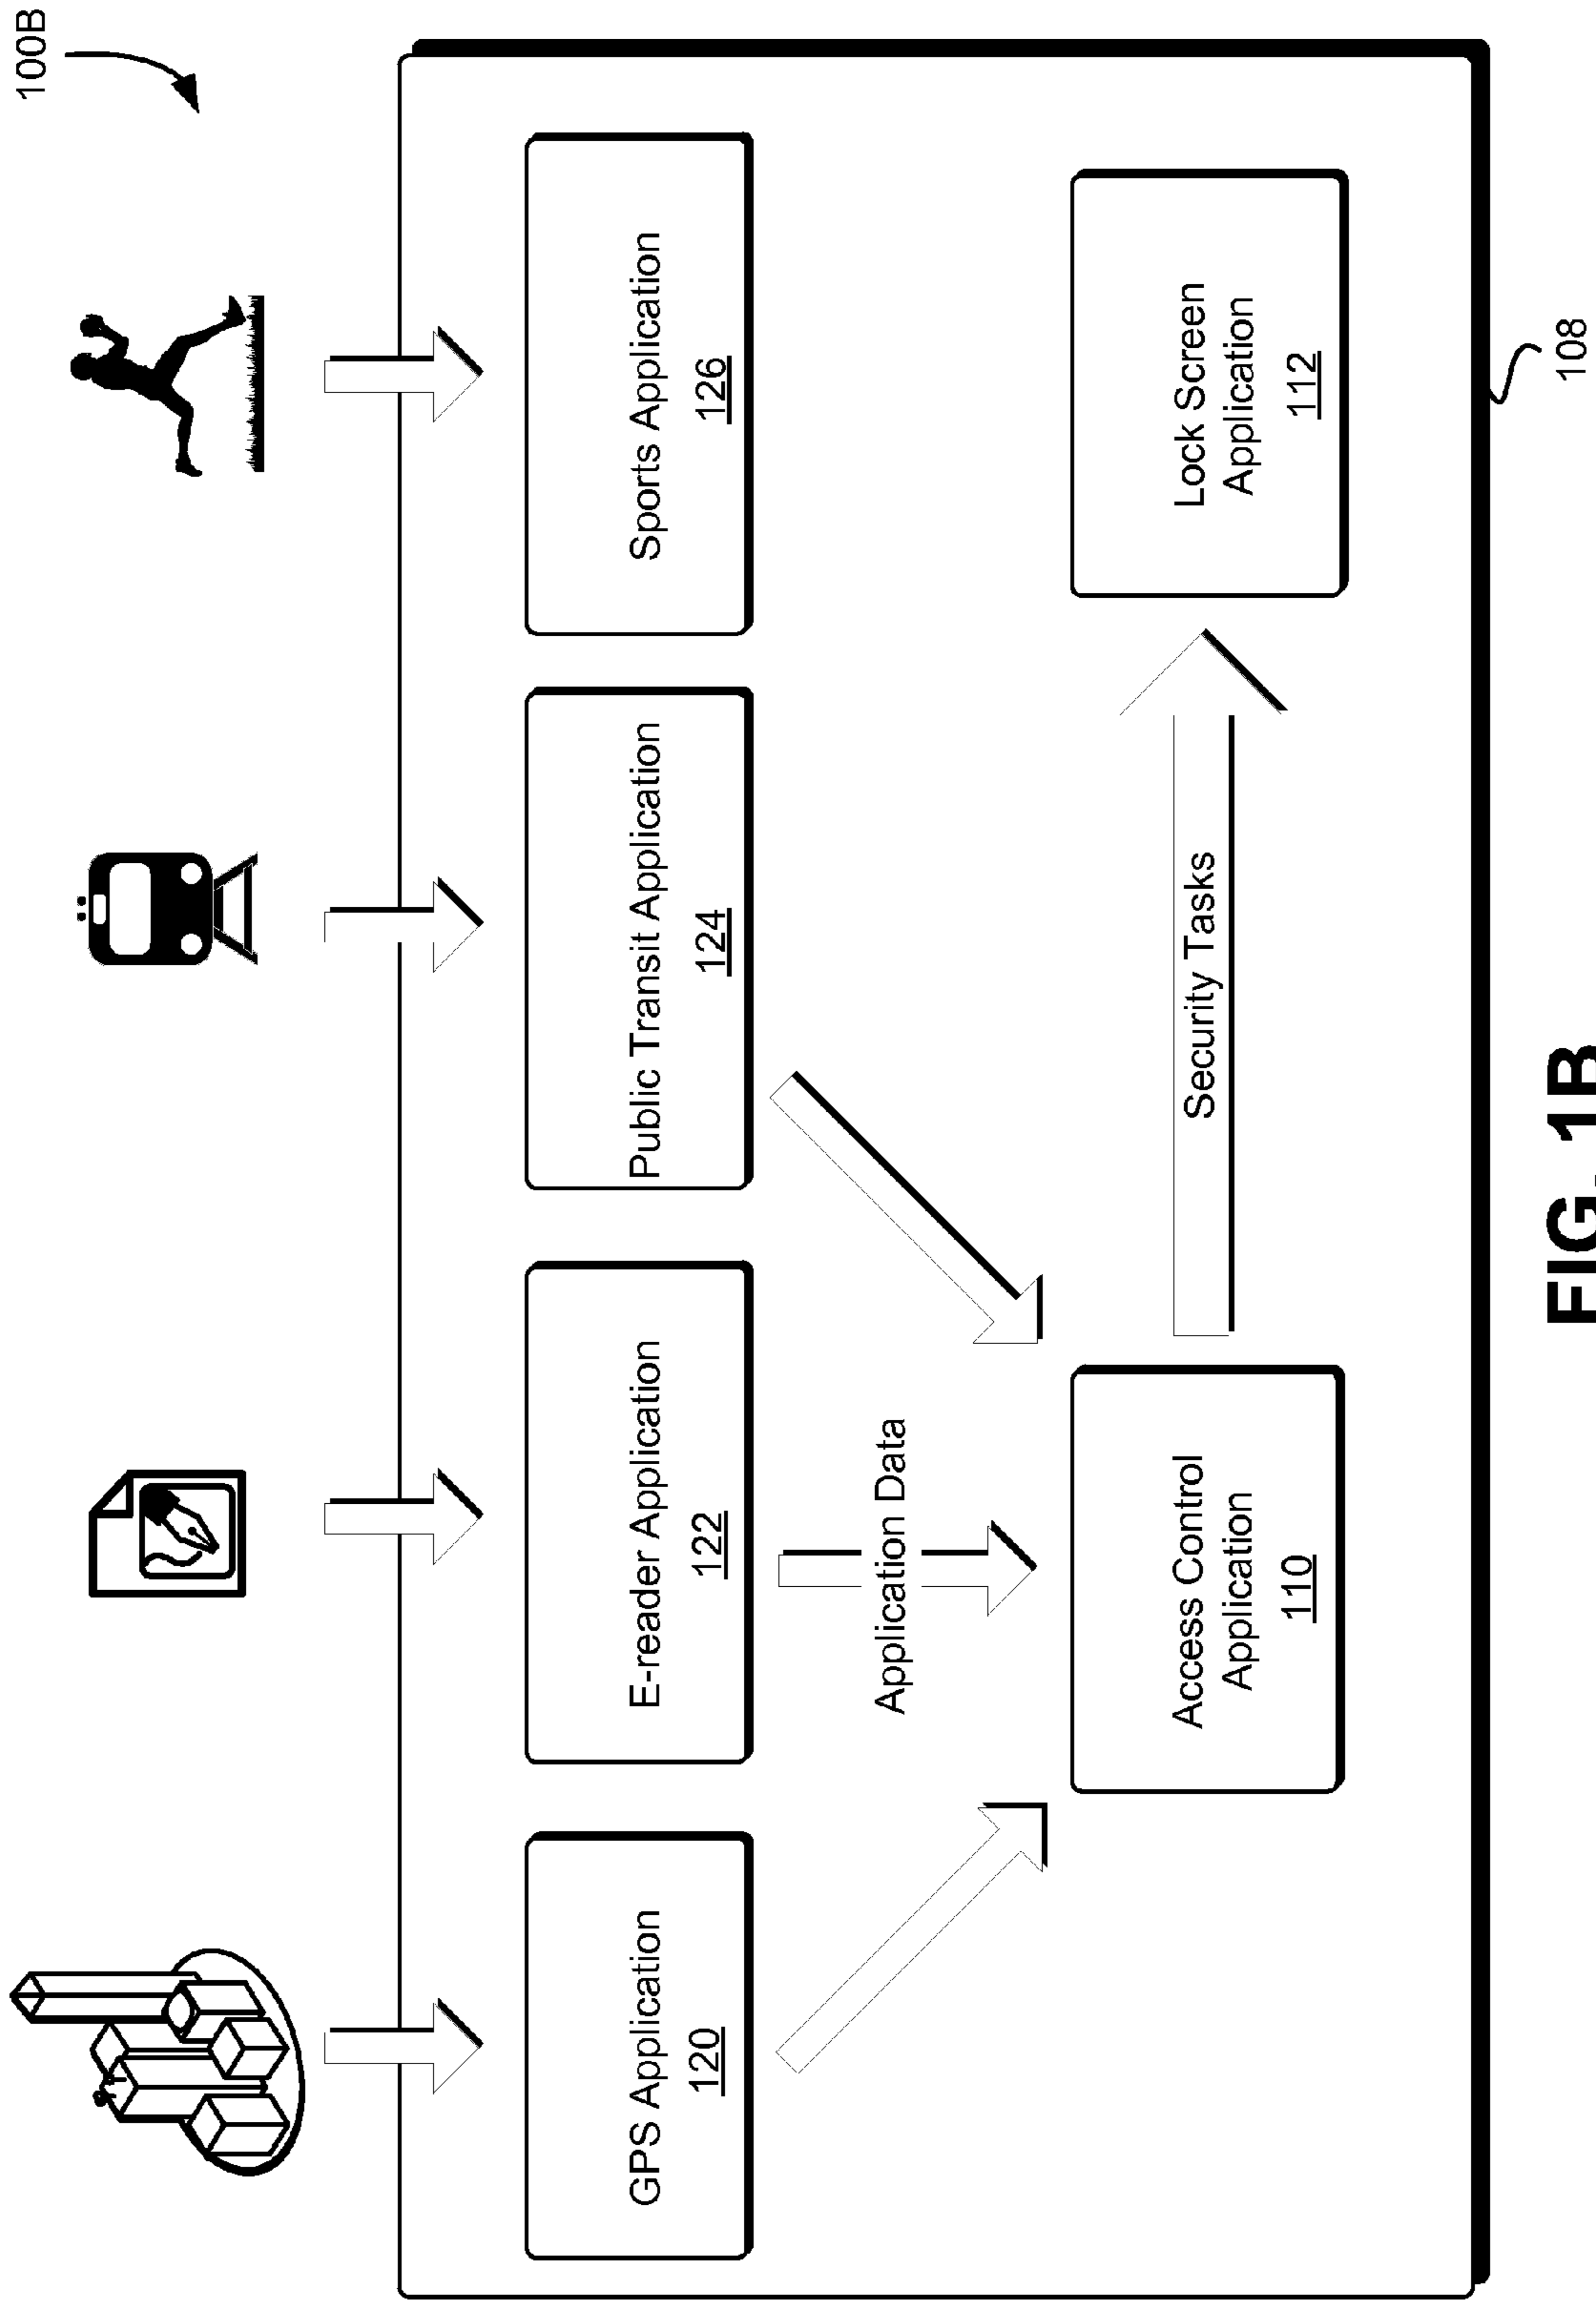 100B
GPS Application
120
E-reader Application
122
Public Transit Application
124
Sports Application
126
Application Data
Access Control
Application
110
Security Tasks
Lock Screen
Application
112
108
FIG. 1B